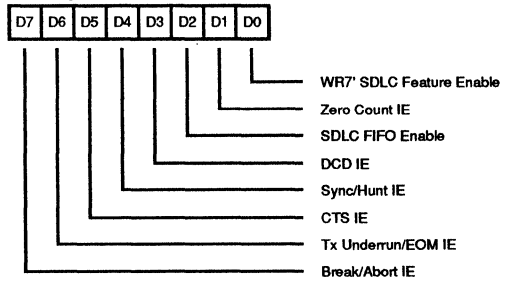 D7 D6 D5 D4 D3 D2 D1 D0
WR7' SDLC Feature Enable
Zero Count IE
SDLC FIFO Enable
DCD IE
Sync/Hunt IE
CTS IE
Tx Underrun/EOM IE
Break/Abort IE